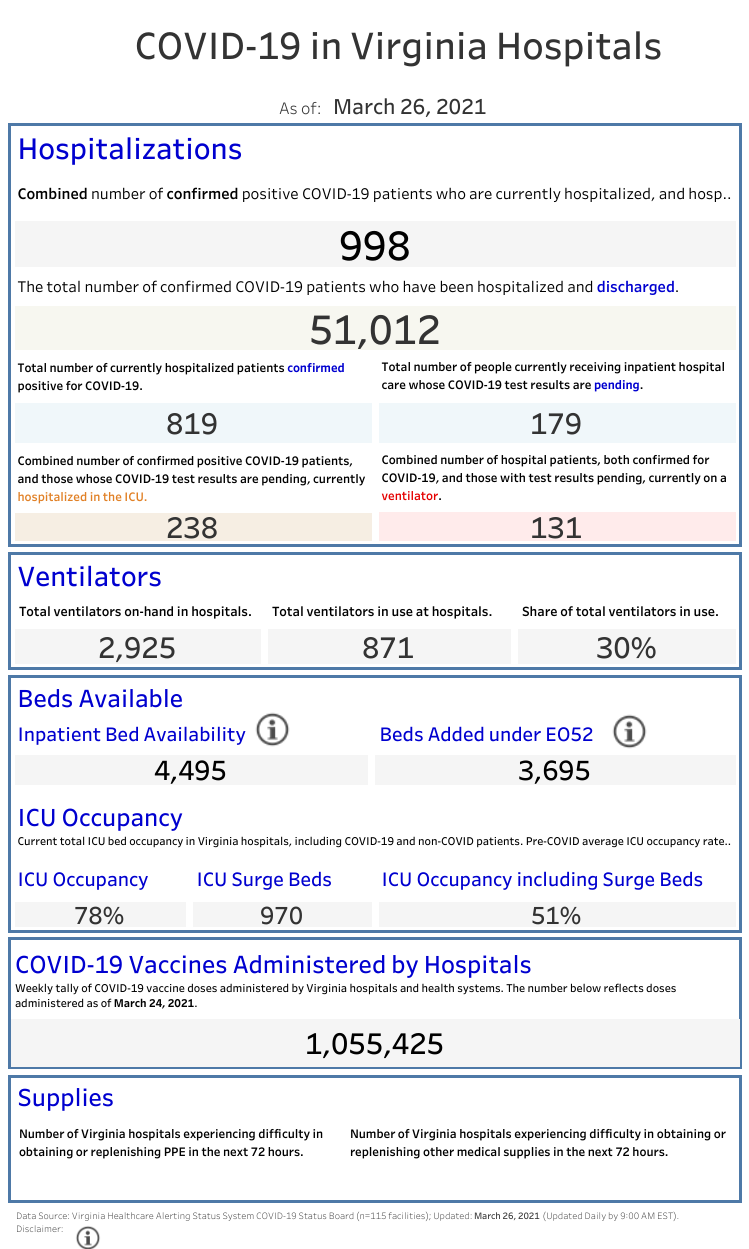 COVID-19 in Virginia Hospitals
As of: March 26, 2021
Hospitalizations
Combined number of confirmed positive COVID-19 patients who are currently hospitalized, and hosp..
998
The total number of confirmed COVID-19 patients who have been hospitalized and discharged.
51,012
Total number of currently hospitalized patients confirmed
positive for COVID-19.
819
Total number of people currently receiving inpatient hospital
care whose COVID-19 test results are pending.
179
Combined number of confirmed positive COVID-19 patients,
and those whose COVID-19 test results are pending, currently
hospitalized in the ICU.
238
Combined number of hospital patients, both confirmed for
COVID-19, and those with test results pending, currently on a
ventilator.
131
Ventilators
Total ventilators on-hand in hospitals.
2,925
Total ventilators in use at hospitals.
871
Share of total ventilators in use.
30%
Beds Available
Inpatient Bed Availability
4,495
Beds Added under EO52
3,695
ICU Occupancy
Current total ICU bed occupancy in Virginia hospitals, including COVID-19 and non-COVID patients. Pre-COVID average ICU occupancy rate..
ICU Occupancy
78%
ICU Surge Beds
970
ICU Occupancy including Surge Beds
51%
COVID-19 Vaccines Administered by Hospitals
Weekly tally of COVID-19 vaccine doses administered by Virginia hospitals and health systems. The number below reflects doses
administered as of March 24, 2021.
1,055,425
Supplies
Number of Virginia hospitals experiencing difficulty in
obtaining or replenishing PPE in the next 72 hours.
Number of Virginia hospitals experiencing difficulty in obtaining or
replenishing other medical supplies in the next 72 hours.
Data Source: Virginia Healthcare Alerting Status System COVID-19 Status Board (n=115 facilities); Updated: March 26, 2021 (Updated Daily by 9:00 AM EST).
Disclaimer: